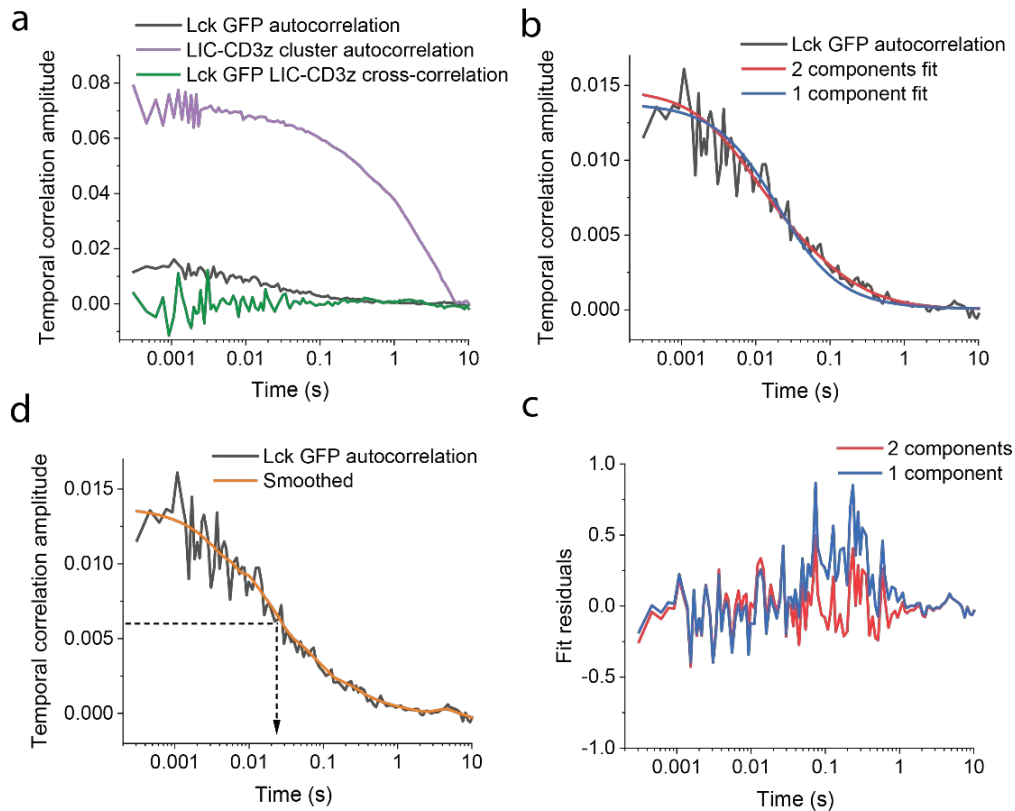 a
Lck GFP autocorrelation
LIC-CD3z cluster autocorrelation
Lck GFP LIC-CD3z cross-correlation
Temporal correlation amplitude
0.08
0.06
0.04
0.02
0.00
0.001
0.01
0.1
1
10
Time (s)
b
Lck GFP autocorrelation
2 components fit
1 component fit
Temporal correlation amplitude
0.015
0.010
0.005
0.000
0.001
0.01
0.1
1
10
Time (s)
d
Lck GFP autocorrelation
Smoothed
Temporal correlation amplitude
0.015
0.010
0.005
0.000
0.001
0.01
0.1
1
10
Time (s)
c
2 components
1 component
Fit residuals
1.0
0.5
0.0
-0.5
-1.0
0.001
0.01
0.1
1
10
Time (s)